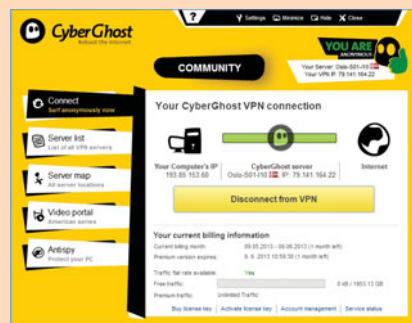 ?
Settings Minimize Hide Close
CyberGhost
Reboot the Internet
COMMUNITY
YOU ARE
ANONYMOUS
Your Server: Oslo-S01-I10
Your VPN IP: 79.141.164.22
Connect
Surf anonymously now
Server list
List of all VPN servers
Server map
All server locations
Video portal
American series
Antispy
Protect your PC
Your CyberGhost VPN connection
Your Computer's IP
193.85.153.60
CyberGhost server
Oslo-S01-I10 IP: 79.141.164.22
Internet
Disconnect from VPN
Your current billing information
Current billing month: 09.05.2013 - 09.06.2013 (1 month left)
Premium version expires: 9. 6. 2013 10:59:38 (1 month left)
Traffic flat rate available: Yes
Free traffic: 0 kB / 1953.13 GB
Premium traffic: Unlimited Traffic
Buy license key | Activate license key | Account management | Service status